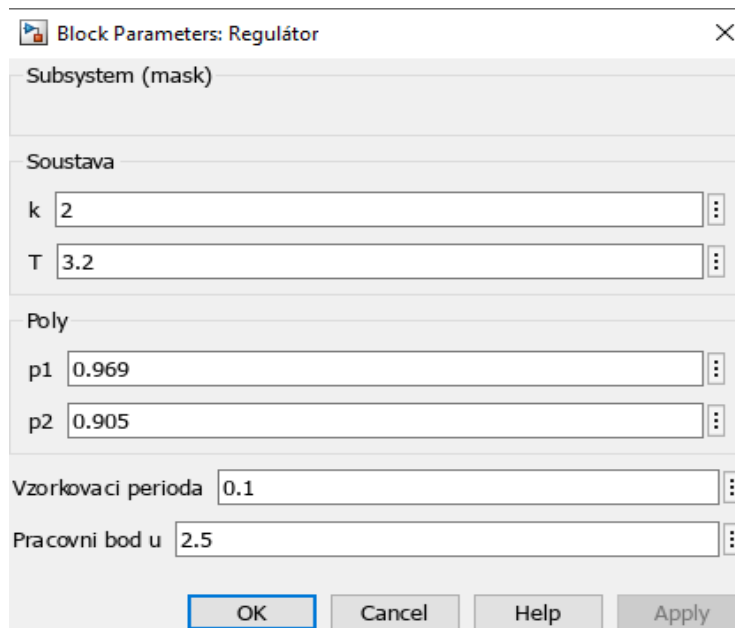 Block Parameters: Regulátor
Subsystem (mask)
Soustava
k 2
T 3.2
Poly
p1 0.969
p2 0.905
Vzorkovaci perioda 0.1
Pracovni bod u 2.5
OK Cancel Help Apply